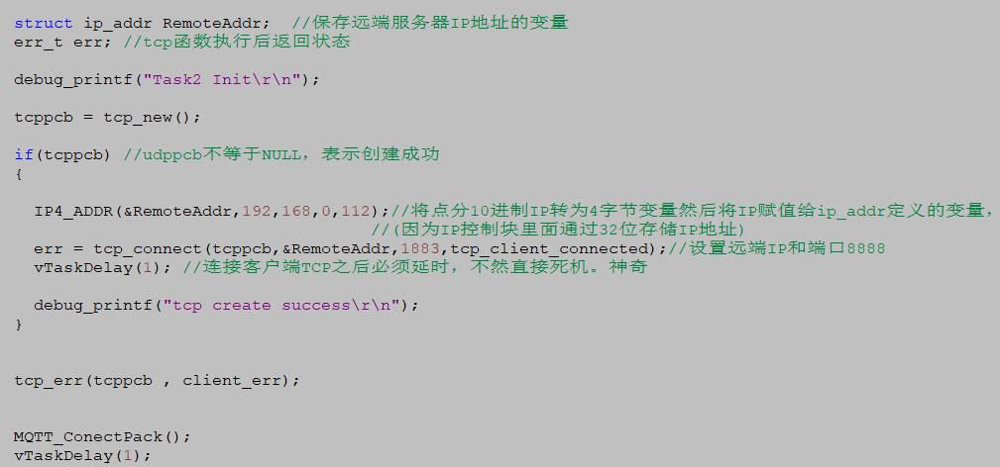 struct ip_addr RemoteAddr;  //保存远端服务器IP地址的变量
err_t err; //tcp函数执行后返回状态
debug_printf("Task2 Init\r\n");
tcppcb = tcp_new();
if(tcppcb) //udppcb不等于NULL，表示创建成功
{
IP4_ADDR(&RemoteAddr,192,168,0,112);//将点分10进制IP转为4字节变量然后将IP赋值给ip_addr定义的变量，
//(因为IP控制块里面通过32位存储IP地址)
err = tcp_connect(tcppcb,&RemoteAddr,1883,tcp_client_connected);//设置远端IP和端口8888
vTaskDelay(1); //连接客户端TCP之后必须延时，不然直接死机。神奇
debug_printf("tcp create success\r\n");
}
tcp_err(tcppcb , client_err);
MQTT_ConectPack();
vTaskDelay(1);